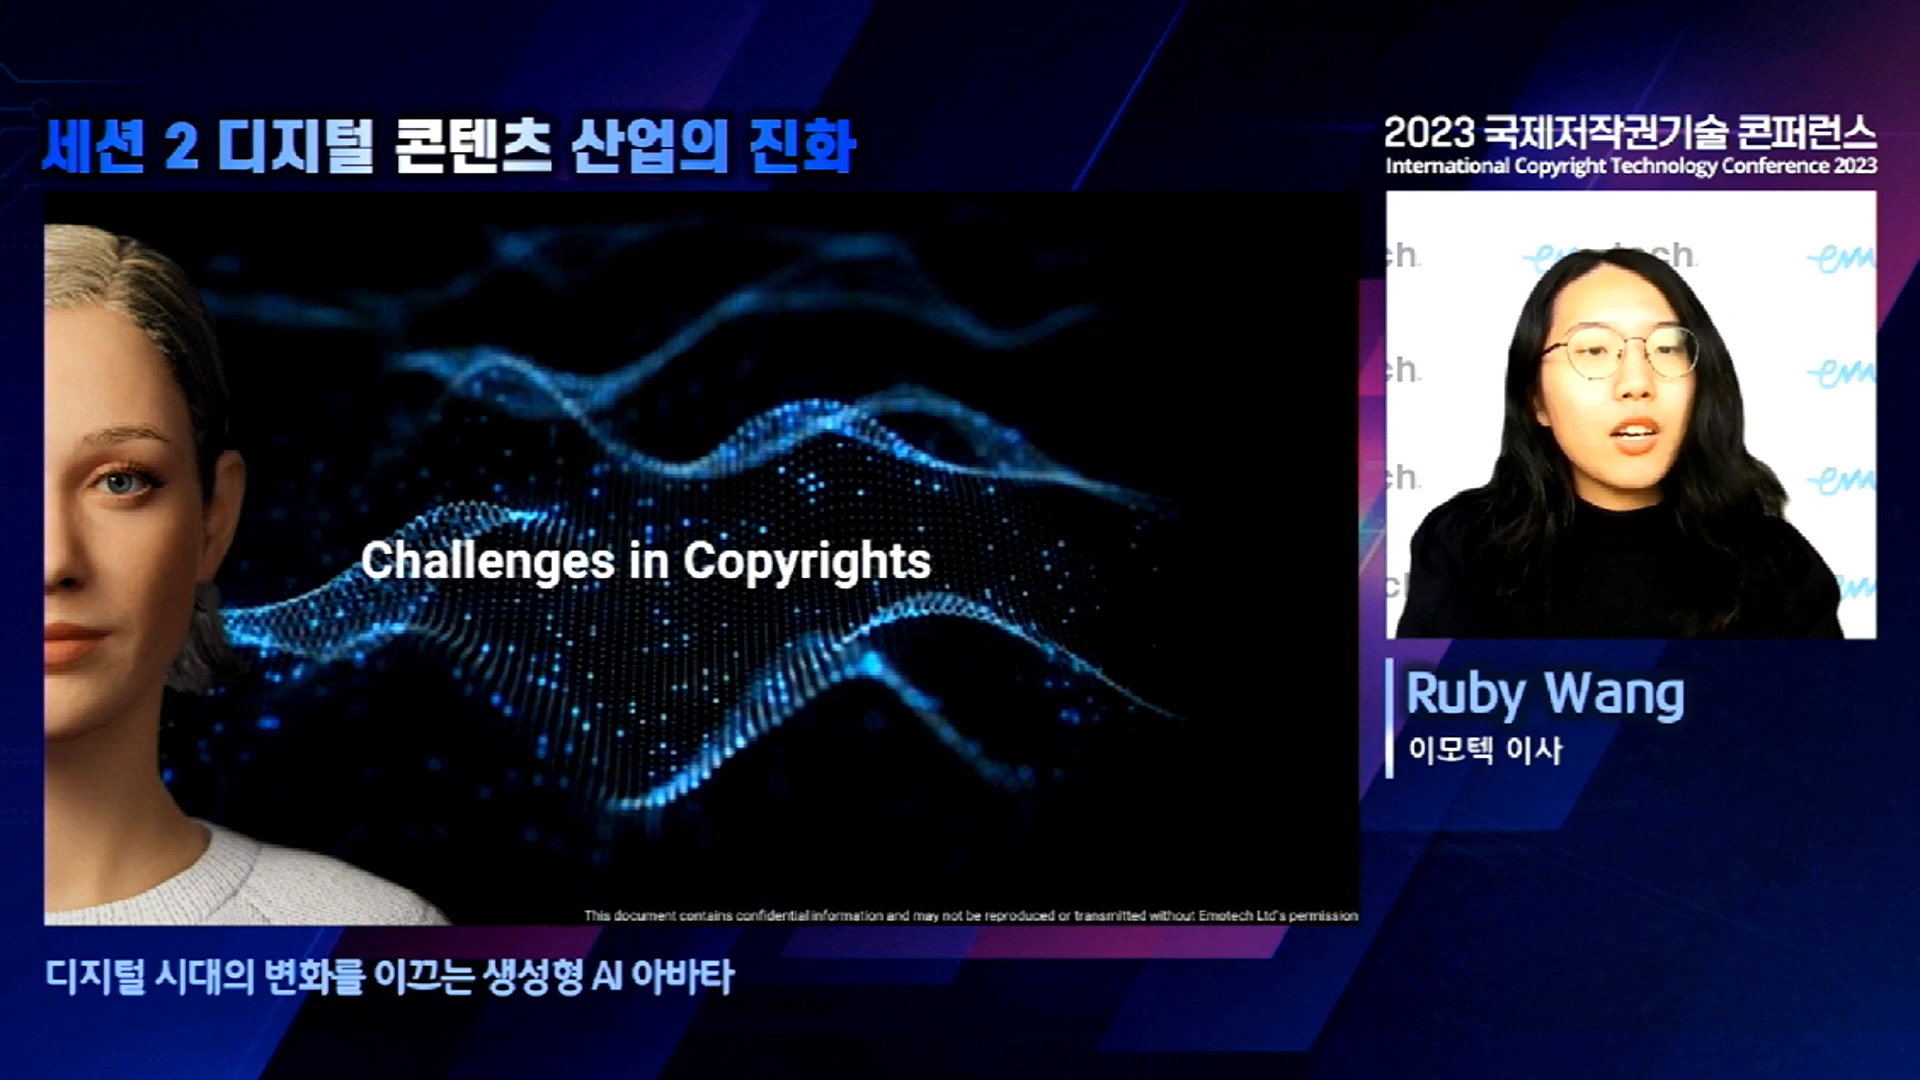 세션 2 디지털 콘텐츠 산업의 진화
2023 국제저작권기술 콘퍼런스
International Copyright Technology Conference 2023
Challenges in Copyrights
This document contains confidential information and may not be reproduced or transmitted without Emotech Ltd's permission
Ruby Wang
이모텍 이사
디지털 시대의 변화를 이끄는 생성형 AI 아바타